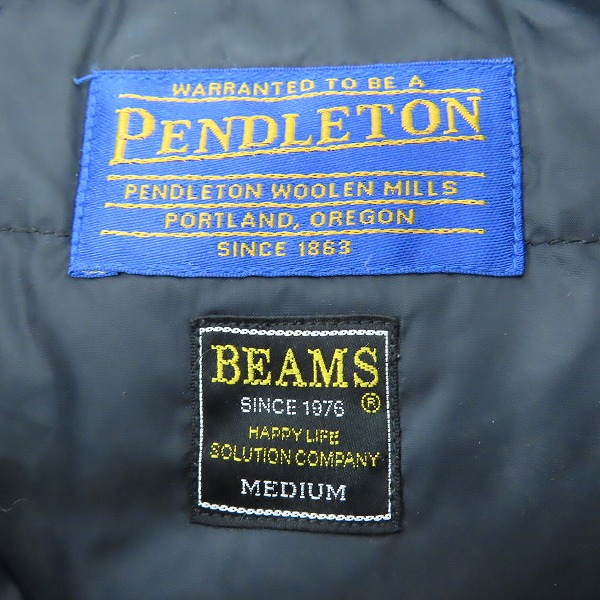 WARRANTED TO BE A
PENDLETON
PENDLETON WOOLEN MILLS
PORTLAND, OREGON
SINCE 1863
BEAMS
SINCE 1976 ®
HAPPY LIFE
SOLUTION COMPANY
MEDIUM